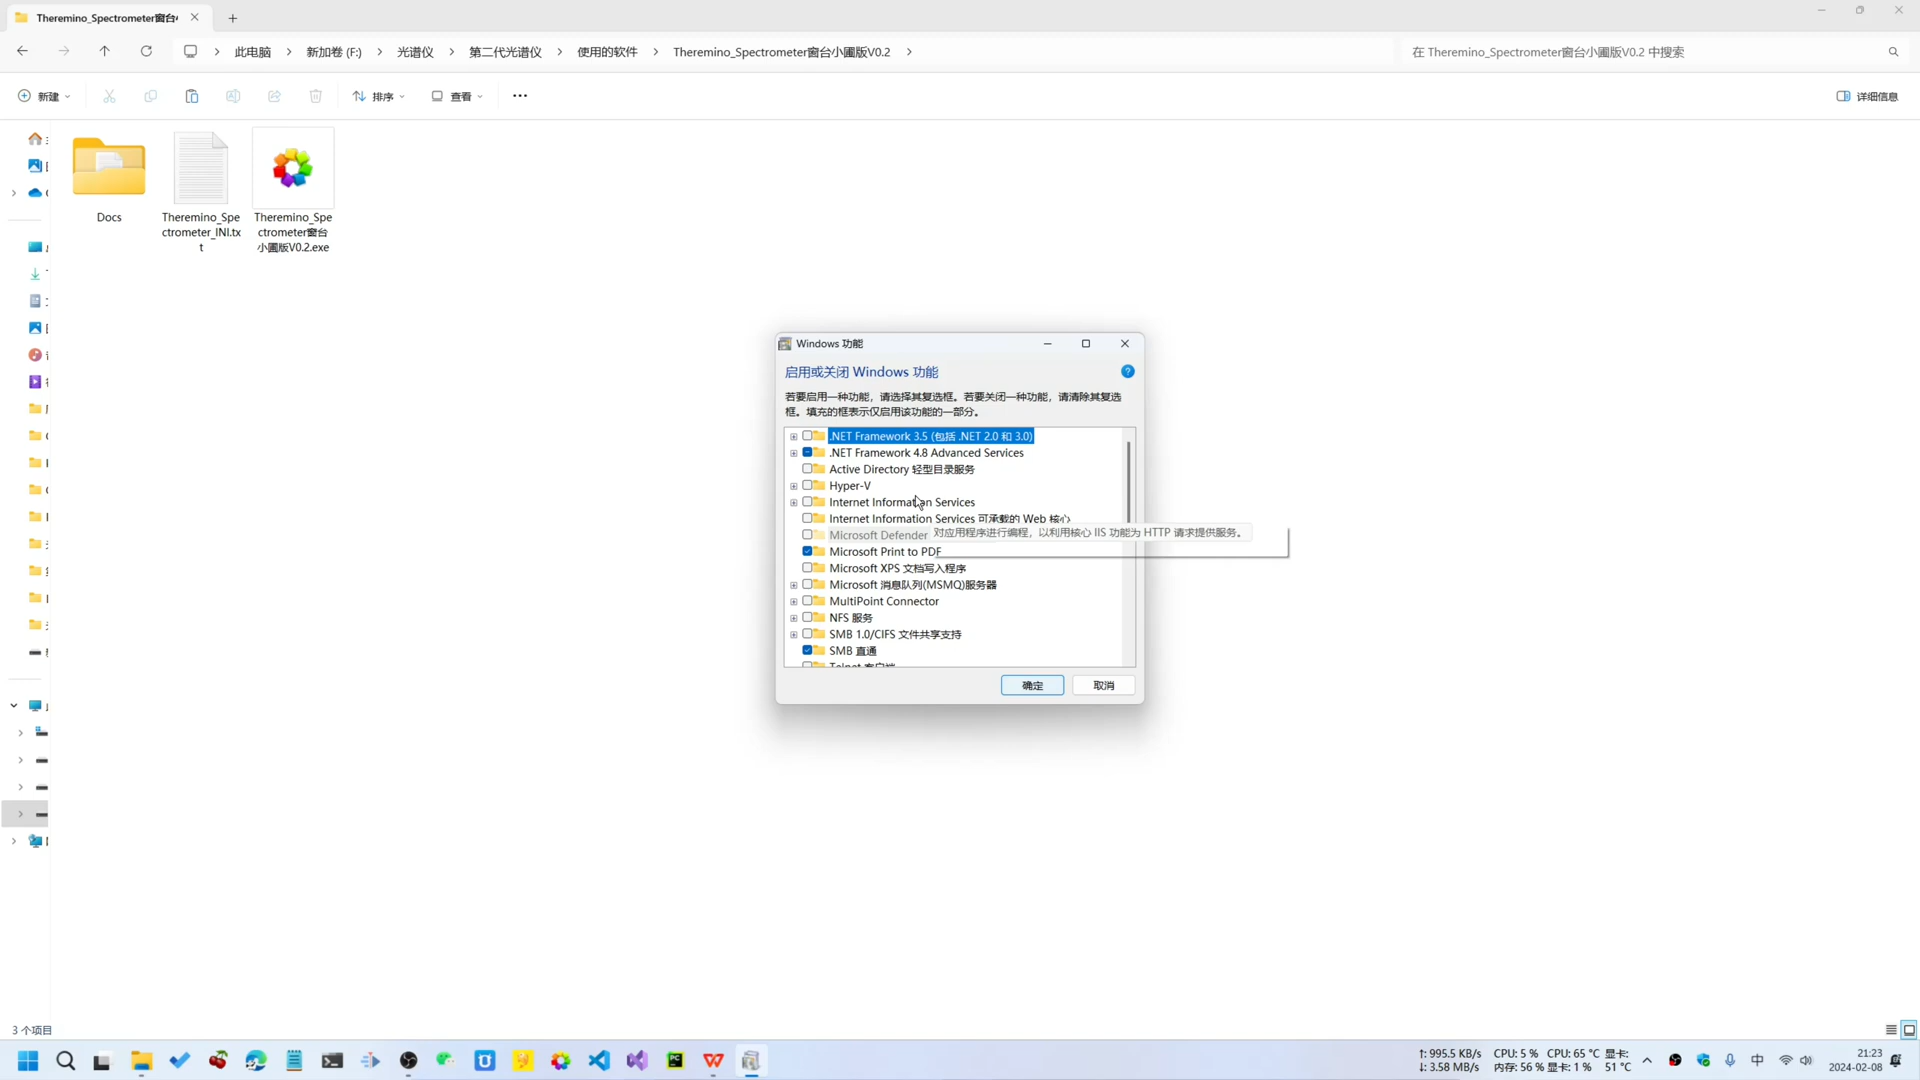 Theremino_Spectrometer窗台小
此电脑
新加卷 (F:)
光谱仪
第二代光谱仪
使用的软件
Theremino_Spectrometer窗台小圃版V0.2
在 Theremino_Spectrometer窗台小圃版V0.2 中搜索
新建
排序
查看
详细信息
Docs
Theremino_Spe
ctrometer_INI.tx
t
Theremino_Spe
ctrometer窗台
小圃版V0.2.exe
Windows 功能
启用或关闭 Windows 功能
若要启用一种功能，请选择其复选框。若要关闭一种功能，请清除其复选
框。填充的框表示仅启用该功能的一部分。
.NET Framework 3.5 (包括 .NET 2.0 和 3.0)
.NET Framework 4.8 Advanced Services
Active Directory 轻型目录服务
Hyper-V
Internet Information Services
Internet Information Services 可承载的 Web 核心
Microsoft Defender
对应用程序进行编程，以利用核心 IIS 功能为 HTTP 请求提供服务。
Microsoft Print to PDF
Microsoft XPS 文档写入程序
Microsoft 消息队列(MSMQ)服务器
MultiPoint Connector
NFS 服务
SMB 1.0/CIFS 文件共享支持
SMB 直通
Telnet 客户端
确定
取消
3 个项目
↑: 995.5 KB/s CPU: 5 % CPU: 65 °C 显卡:
↓: 3.58 MB/s 内存: 56 % 显卡: 1 % 51 °C
中
21:23
2024-02-08